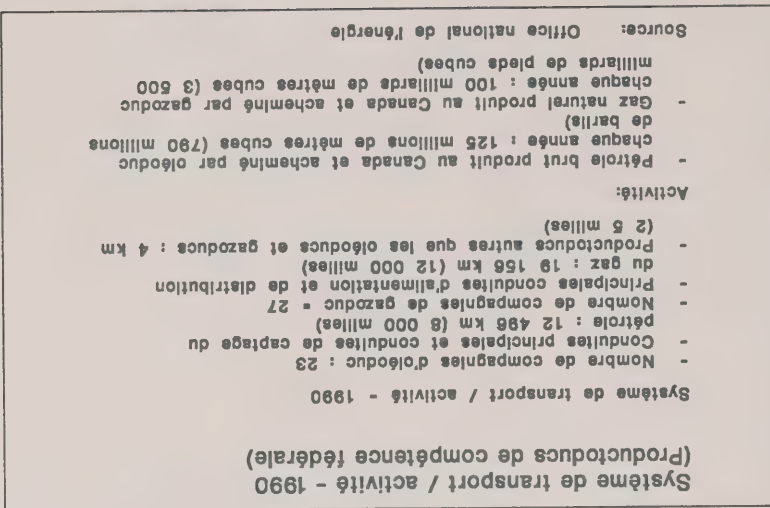 Système de transport / activité - 1990
(Productoducs de compétence fédérale)
Système de transport / activité - 1990
- Nombre de compagnies d'oléoduc : 23
- Conduites principales et conduites de captage du
pétrole : 12 496 km (8 000 milles)
- Nombre de compagnies de gazoduc = 27
- Principales conduites d'alimentation et de distribution
du gaz : 19 156 km (12 000 milles)
- Productoducs autres que les oléoducs et gazoducs : 4 km
(2 5 milles)
Activité:
- Pétrole brut produit au Canada et acheminé par oléoduc
chaque année : 125 millions de mètres cubes (790 millions
de barils)
- Gaz naturel produit au Canada et acheminé par gazoduc
chaque année : 100 milliards de mètres cubes (3 500
milliards de pieds cubes)
Source: Office national de l'énergie